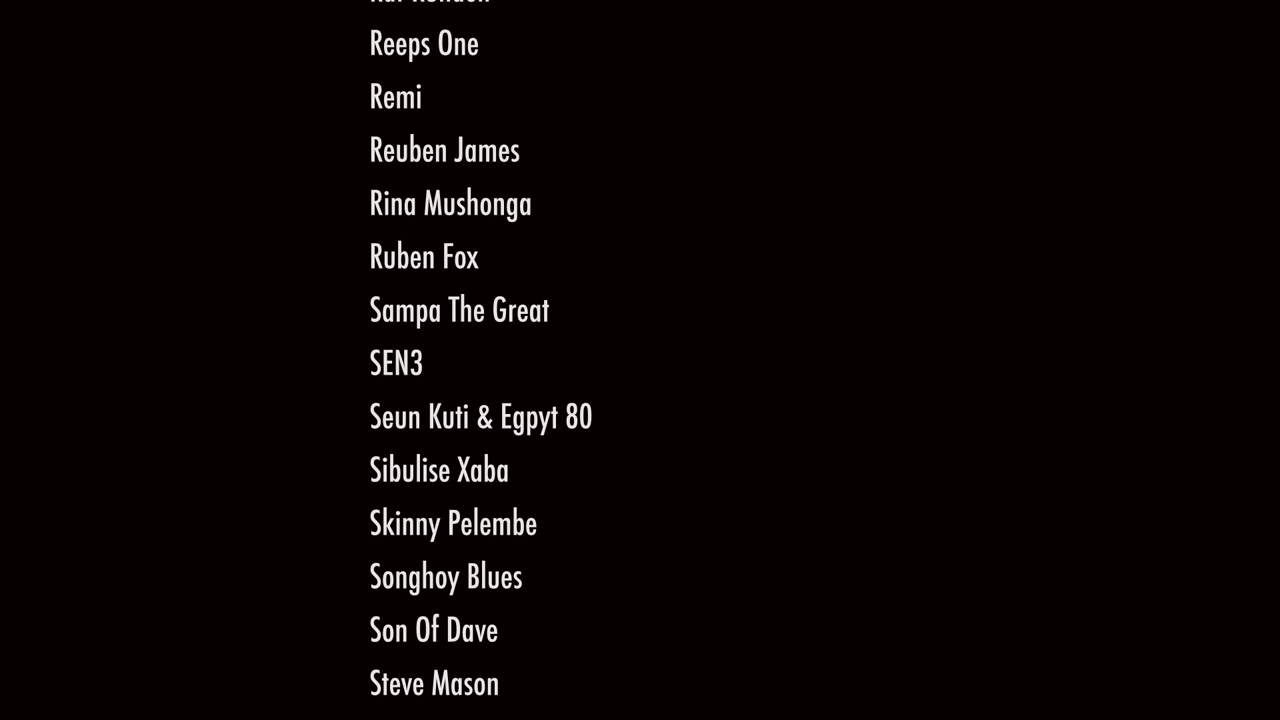 Reeps One
Remi
Reuben James
Rina Mushonga
Ruben Fox
Sampa The Great
SEN3
Seun Kuti & Egpyt 80
Sibulise Xaba
Skinny Pelembe
Songhoy Blues
Son Of Dave
Steve Mason